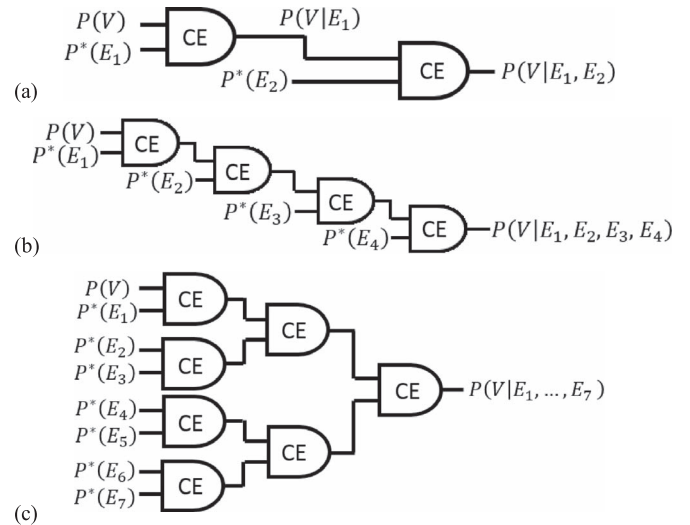 P(V)
P*(E₁)
CE
P(V|E₁)
P*(E₂)
CE
P(V|E₁, E₂)
(a)
P(V)
P*(E₁)
CE
P*(E₂)
CE
P*(E₃)
CE
P*(E₄)
CE
P(V|E₁, E₂, E₃, E₄)
(b)
P(V)
P*(E₁)
CE
P*(E₂)
P*(E₃)
CE
CE
P*(E₄)
P*(E₅)
CE
P*(E₆)
P*(E₇)
CE
CE
CE
P(V|E₁, ..., E₇ )
(c)